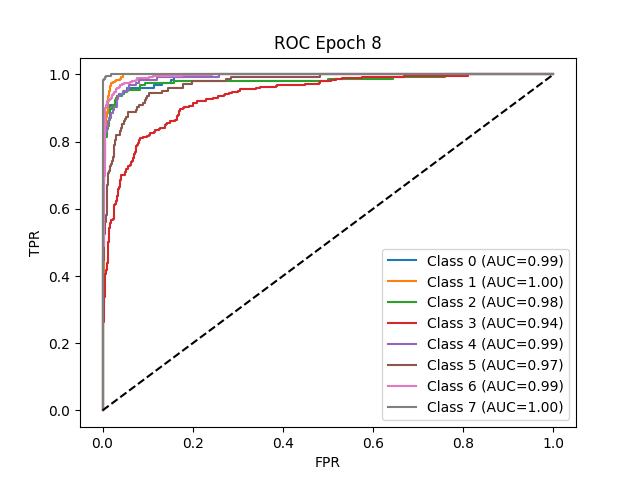 ROC Epoch 8
1.0
0.8
0.6
0.4
0.2
0.0
TPR
0.0 0.2 0.4 0.6 0.8 1.0
FPR
Class 0 (AUC=0.99)
Class 1 (AUC=1.00)
Class 2 (AUC=0.98)
Class 3 (AUC=0.94)
Class 4 (AUC=0.99)
Class 5 (AUC=0.97)
Class 6 (AUC=0.99)
Class 7 (AUC=1.00)